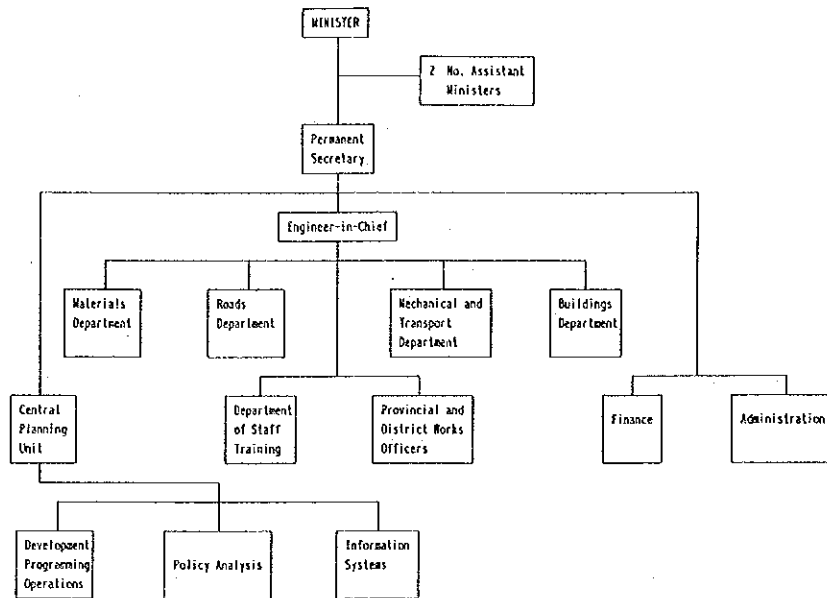 MINISTER
2 No. Assistant
Ministers
Permanent
Secretary
Engineer-in-Chief
Materials
Department
Roads
Department
Mechanical and
Transport
Department
Buildings
Department
Central
Planning
Unit
Department
of Staff
Training
Provincial and
District Works
Officers
Finance
Administration
Development
Programing
Operations
Policy Analysis
Information
Systems